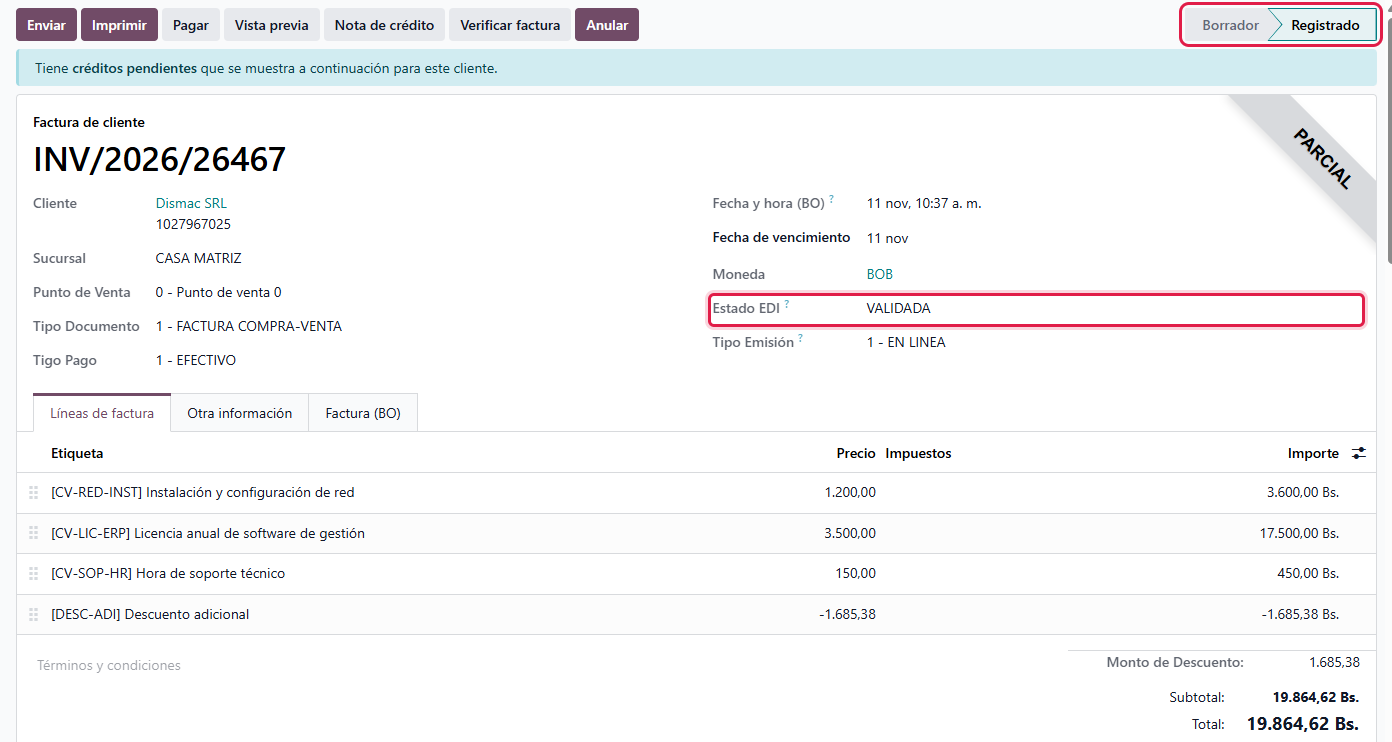 Enviar Imprimir Pagar Vista previa Nota de crédito Verificar factura Anular Borrador Registrado
Tiene créditos pendientes que se muestra a continuación para este cliente.
PARCIAL
Factura de cliente
INV/2026/26467
Cliente Dismac SRL
1027967025
Sucursal CASA MATRIZ
Punto de Venta 0 - Punto de venta 0
Tipo Documento 1 - FACTURA COMPRA-VENTA
Tigo Pago 1 - EFECTIVO
Fecha y hora (BO) ? 11 nov, 10:37 a. m.
Fecha de vencimiento 11 nov
Moneda BOB
Estado EDI ? VALIDADA
Tipo Emisión ? 1 - EN LINEA
Líneas de factura Otra información Factura (BO)
Etiqueta Precio Impuestos Importe
[CV-RED-INST] Instalación y configuración de red 1.200,00 3.600,00 Bs.
[CV-LIC-ERP] Licencia anual de software de gestión 3.500,00 17.500,00 Bs.
[CV-SOP-HR] Hora de soporte técnico 150,00 450,00 Bs.
[DESC-ADI] Descuento adicional -1.685,38 -1.685,38 Bs.
Términos y condiciones
Monto de Descuento: 1.685,38
Subtotal: 19.864,62 Bs.
Total: 19.864,62 Bs.